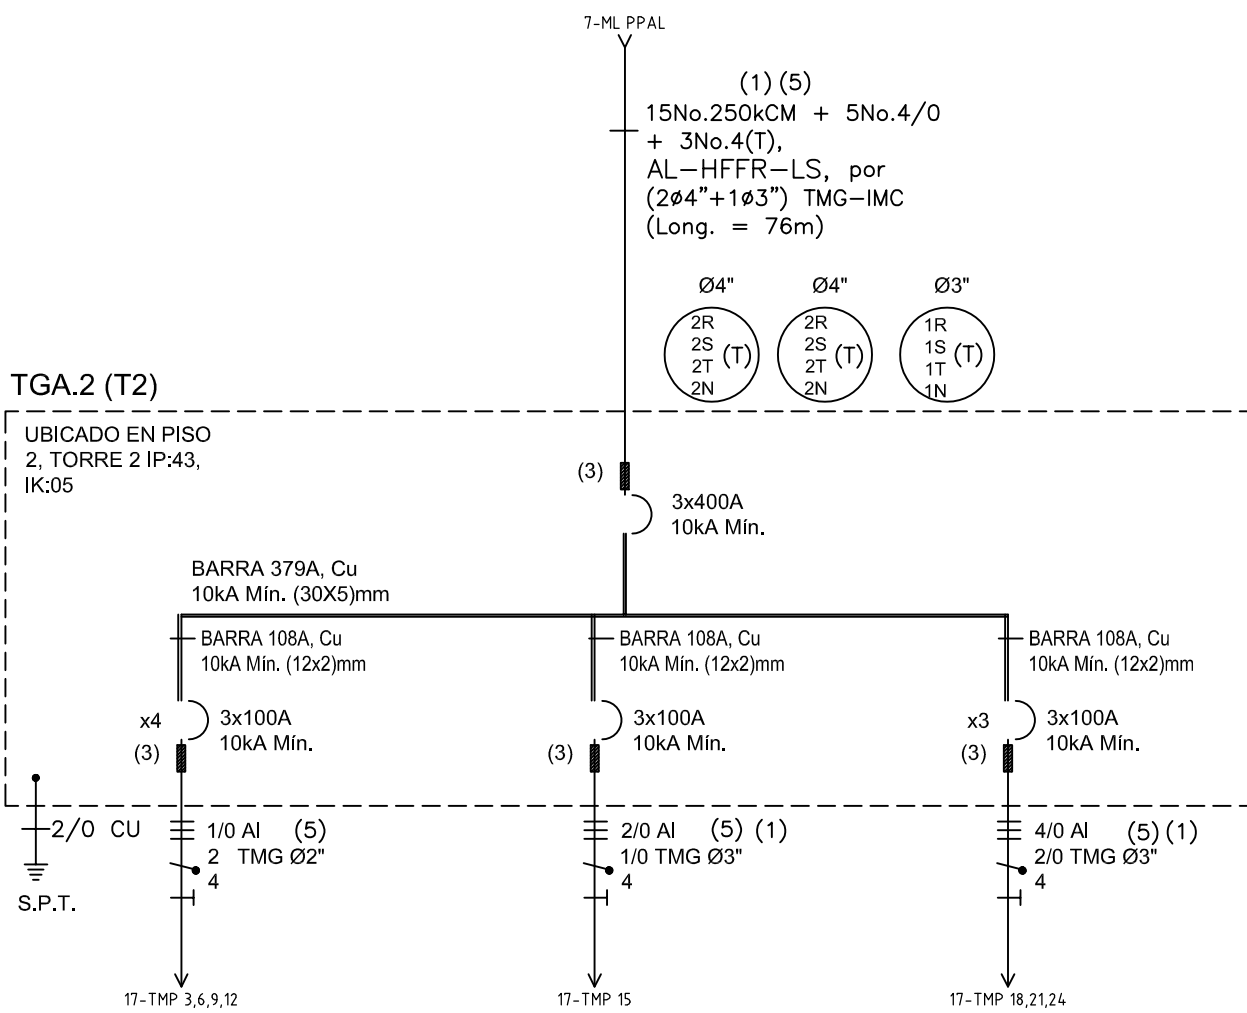 7-ML PPAL
(1) (5)
15No.250kCM + 5No.4/0
+ 3No.4(T),
AL-HFFR-LS, por
(2ø4"+1ø3") TMG-IMC
(Long. = 76m)
Ø4" Ø4" Ø3"
2R 2R 1R
2S 2S 1S
(T) (T) (T)
2T 2T 1T
2N 2N 1N
TGA.2 (T2)
UBICADO EN PISO
2, TORRE 2 IP:43,
IK:05
(3)
3x400A
10kA Mín.
BARRA 379A, Cu
10kA Mín. (30X5)mm
BARRA 108A, Cu
10kA Mín. (12x2)mm
x4
3x100A
10kA Mín.
(3)
BARRA 108A, Cu
10kA Mín. (12x2)mm
3x100A
10kA Mín.
(3)
BARRA 108A, Cu
10kA Mín. (12x2)mm
x3
3x100A
10kA Mín.
(3)
2/0 CU
S.P.T.
1/0 Al (5)
2 TMG Ø2"
4
17-TMP 3,6,9,12
2/0 Al (5) (1)
1/0 TMG Ø3"
4
17-TMP 15
4/0 Al (5) (1)
2/0 TMG Ø3"
4
17-TMP 18,21,24